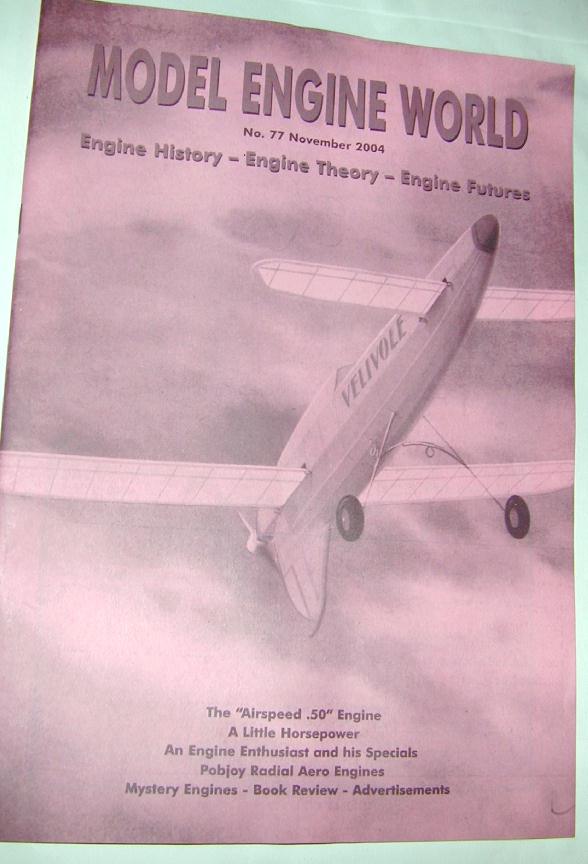 MODEL ENGINE WORLD
No. 77 November 2004
Engine History – Engine Theory – Engine Futures
VELIVOLE
The "Airspeed .50" Engine
A Little Horsepower
An Engine Enthusiast and his Specials
Pobjoy Radial Aero Engines
Mystery Engines - Book Review - Advertisements